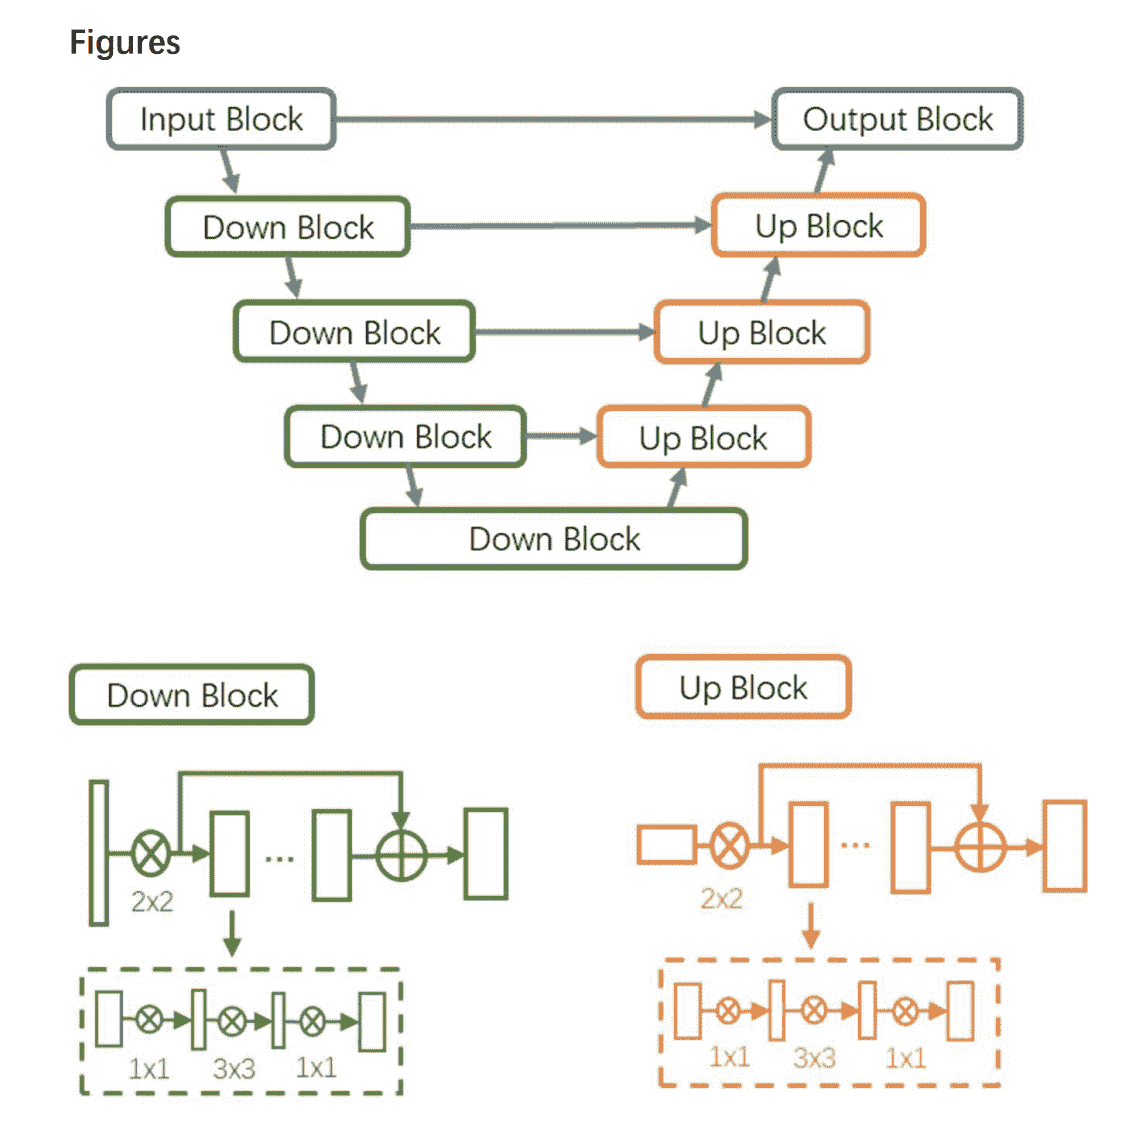 Figures
Input Block
Output Block
Down Block
Up Block
Down Block
Up Block
Down Block
Up Block
Down Block
Down Block
Up Block
2x2
...
2x2
...
1x1
3x3
1x1
1x1
3x3
1x1